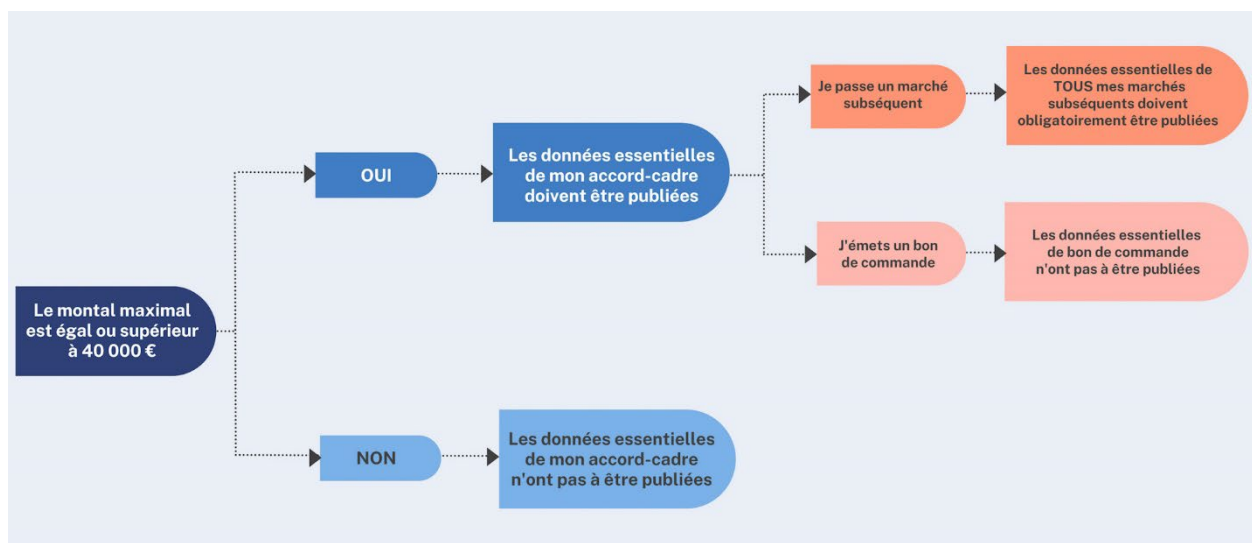 Le montal maximal
est égal ou supérieur
à 40 000 €
OUI
Les données essentielles
de mon accord-cadre
doivent être publiées
Je passe un marché
subséquent
Les données essentielles de
TOUS mes marchés
subséquents doivent
obligatoirement être publiées
J'émets un bon
de commande
Les données essentielles
de bon de commande
n'ont pas à être publiées
NON
Les données essentielles
de mon accord-cadre
n'ont pas à être publiées